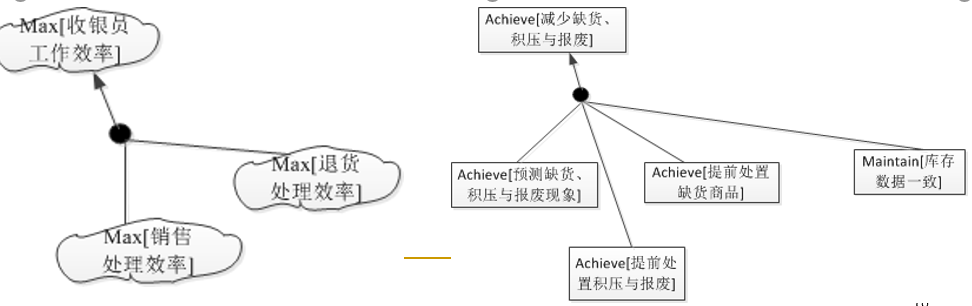 Max[收银员
工作效率]
Max[退货
处理效率]
Max[销售
处理效率]
Achieve[减少缺货、
积压与报废]
Achieve[预测缺货、
积压与报废现象]
Achieve[提前处置
缺货商品]
Maintain[库存
数据一致]
Achieve[提前处
置积压与报废]